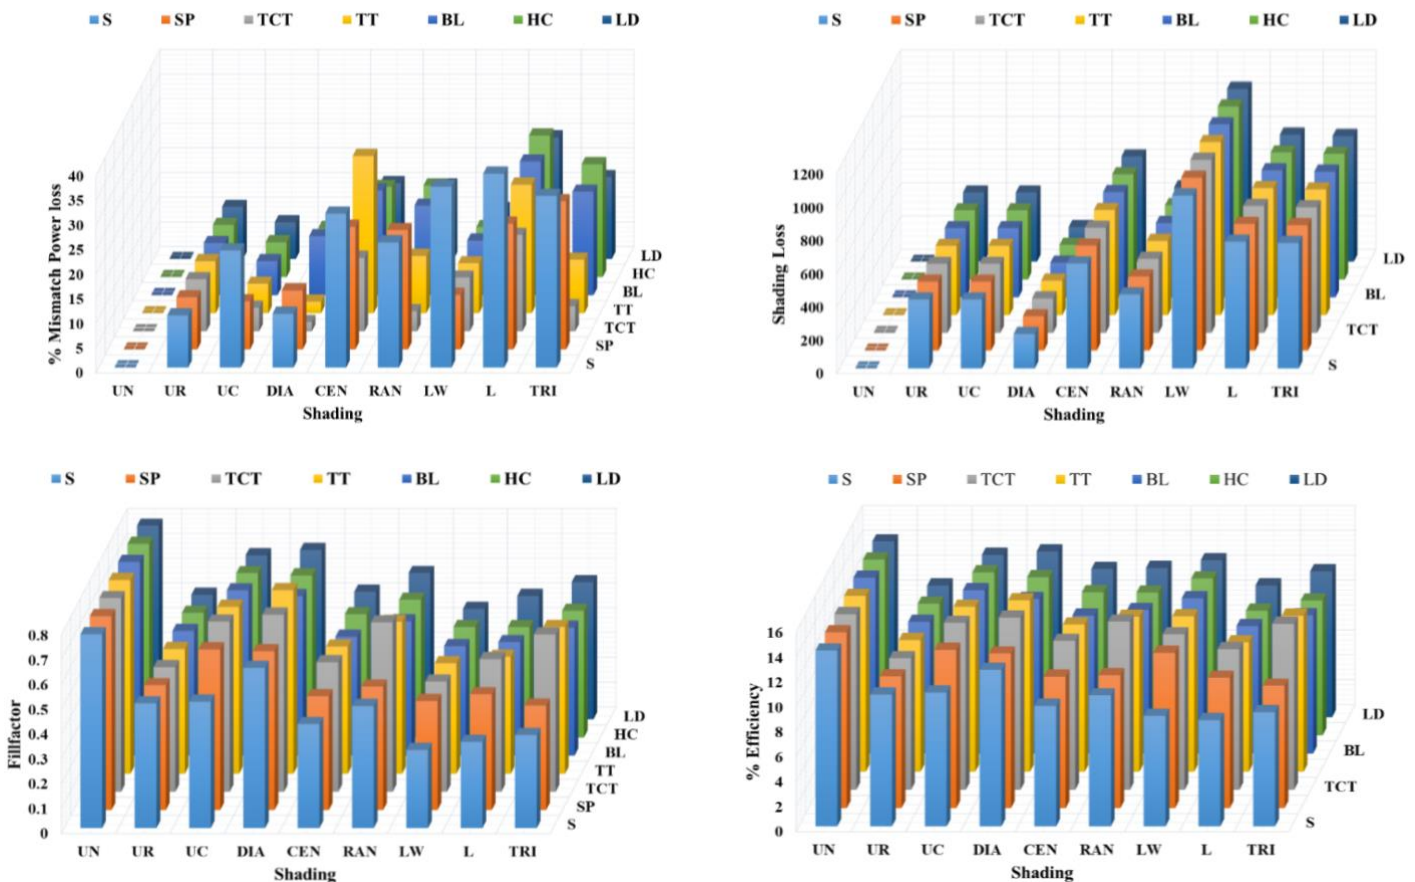 S SP TCT TT BL HC LD
% Mismatch Power loss
40
35
30
25
20
15
10
5
0
LD
HC
BL
TT
TCT
SP
S
UN UR UC DIA CEN RAN LW L TRI
Shading
S SP TCT TT BL HC LD
Shading Loss
1200
1000
800
600
400
200
0
LD
BL
TCT
S
UN UR UC DIA CEN RAN LW L TRI
Shading
S SP TCT TT BL HC LD
Fillfactor
0.8
0.7
0.6
0.5
0.4
0.3
0.2
0.1
0
LD
HC
BL
TT
TCT
SP
S
UN UR UC DIA CEN RAN LW L TRI
Shading
S SP TCT TT BL HC LD
% Efficiency
16
14
12
10
8
6
4
2
0
LD
BL
TCT
S
UN UR UC DIA CEN RAN LW L TRI
Shading